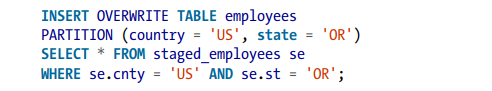 INSERT OVERWRITE TABLE employees
PARTITION (country = 'US', state = 'OR')
SELECT * FROM staged_employees se
WHERE se.cnty = 'US' AND se.st = 'OR';